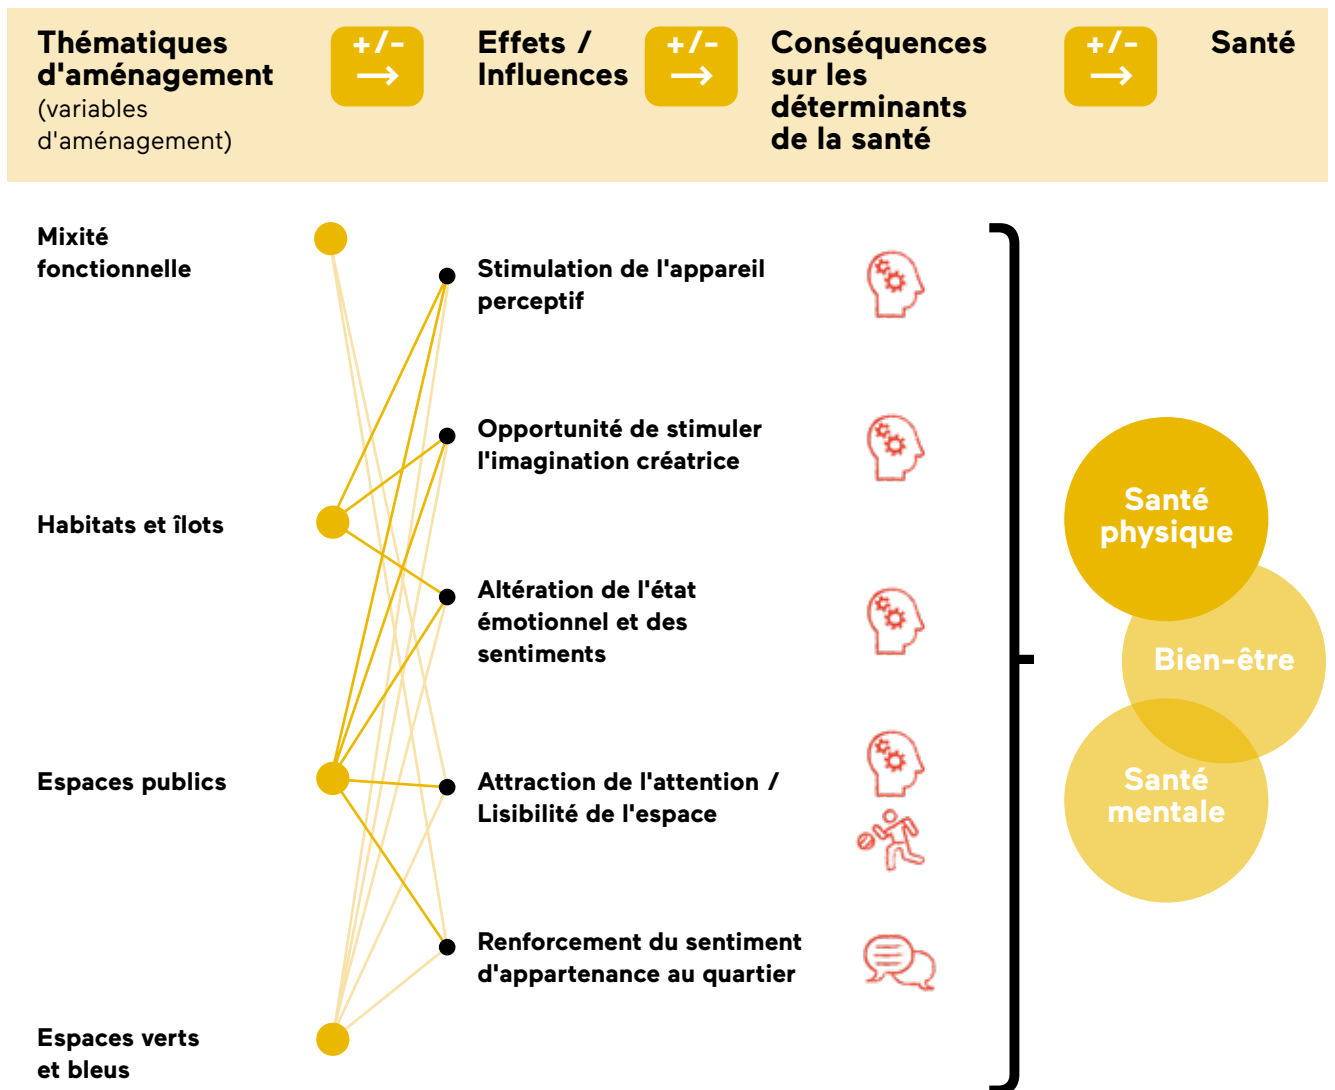 Thématiques
d'aménagement
(variables
d'aménagement)
+/-
→
Effets /
Influences
+/-
→
Conséquences
sur les
déterminants
de la santé
+/-
→
Santé
Mixité
fonctionnelle
Habitats et îlots
Espaces publics
Espaces verts
et bleus
Stimulation de l'appareil
perceptif
Opportunité de stimuler
l'imagination créatrice
Altération de l'état
émotionnel et des
sentiments
Attraction de l'attention /
Lisibilité de l'espace
Renforcement du sentiment
d'appartenance au quartier
Santé
physique
Bien-être
Santé
mentale